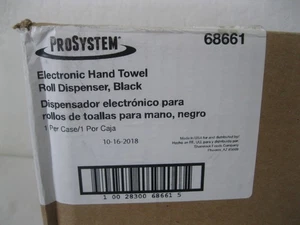 PROSYSTEM®
68661
Electronic Hand Towel
Roll Dispenser, Black
Dispensador electrónico para
rollos de toallas para mano, negro
1 Per Case/1 Por Caja
10-16-2018
1 00 28300 68661 5